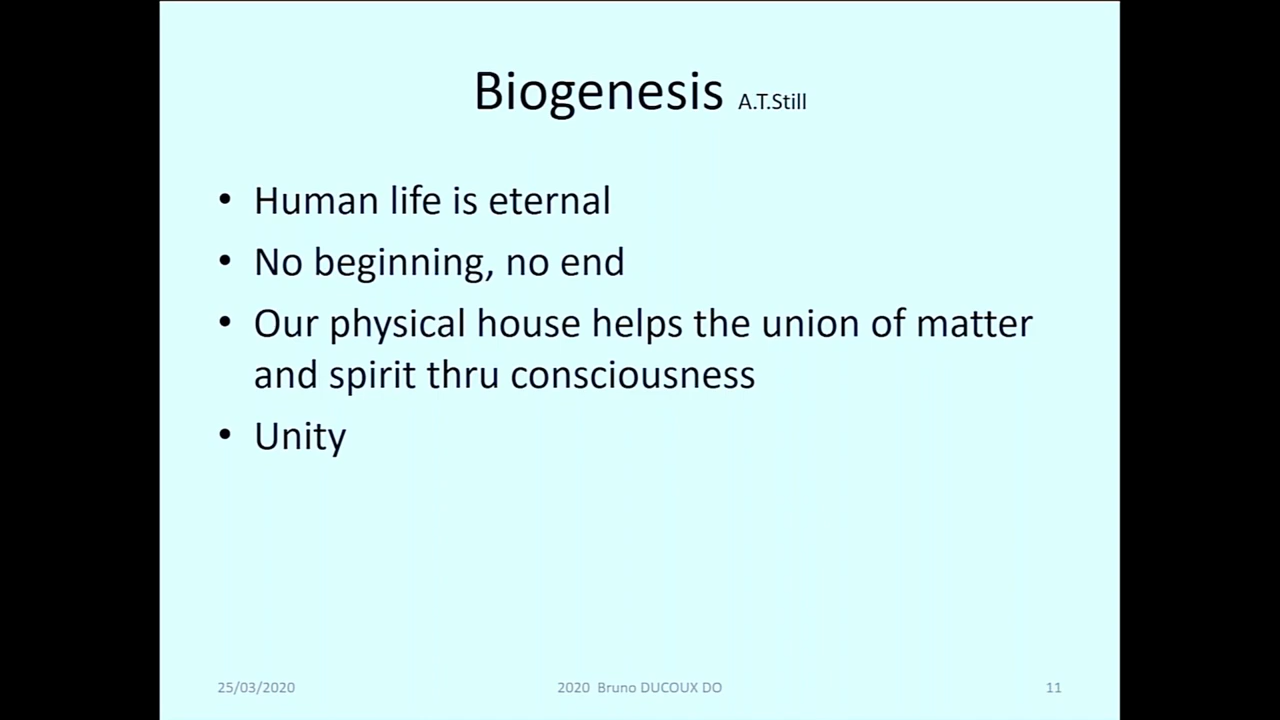 Biogenesis A.T.Still
• Human life is eternal
• No beginning, no end
• Our physical house helps the union of matter
and spirit thru consciousness
• Unity
25/03/2020 2020 Bruno DUCOUX DO 11